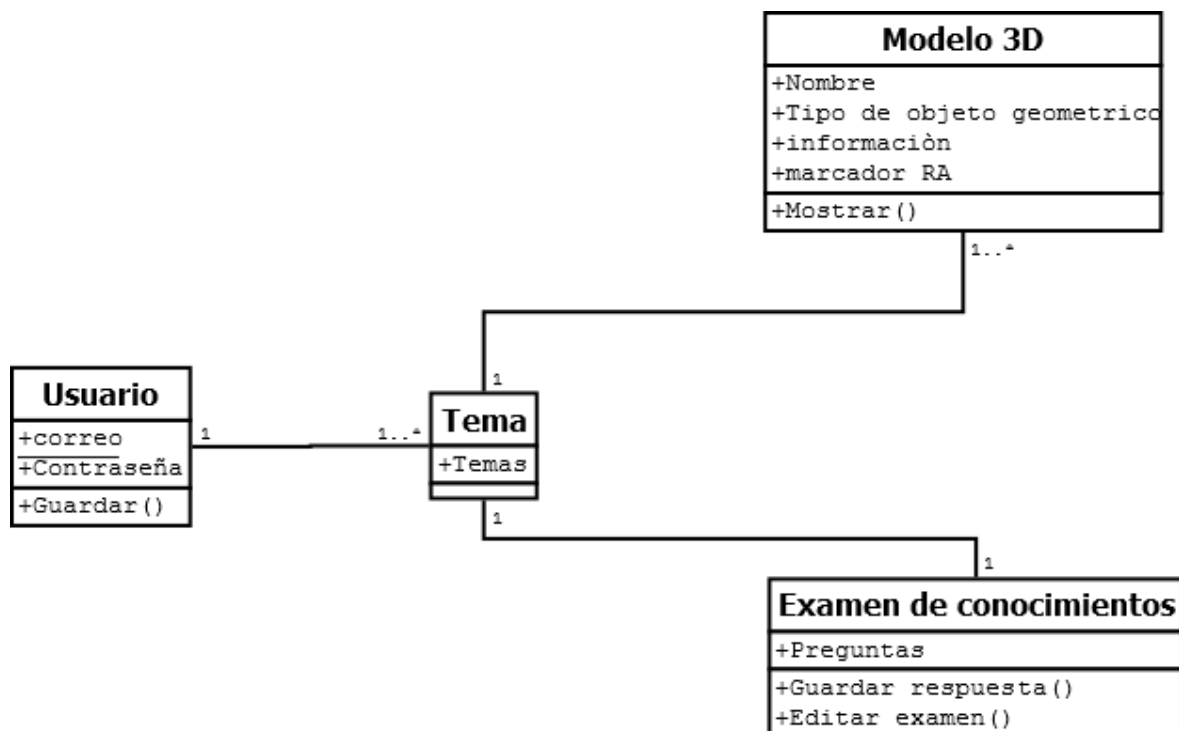 Modelo 3D
+Nombre
+Tipo de objeto geometrico
+informaciòn
+marcador RA
+Mostrar()
1..*
1
Usuario
+correo
+Contraseña
+Guardar()
1
1..*
Tema
+Temas
1
1
Examen de conocimientos
+Preguntas
+Guardar respuesta()
+Editar examen()